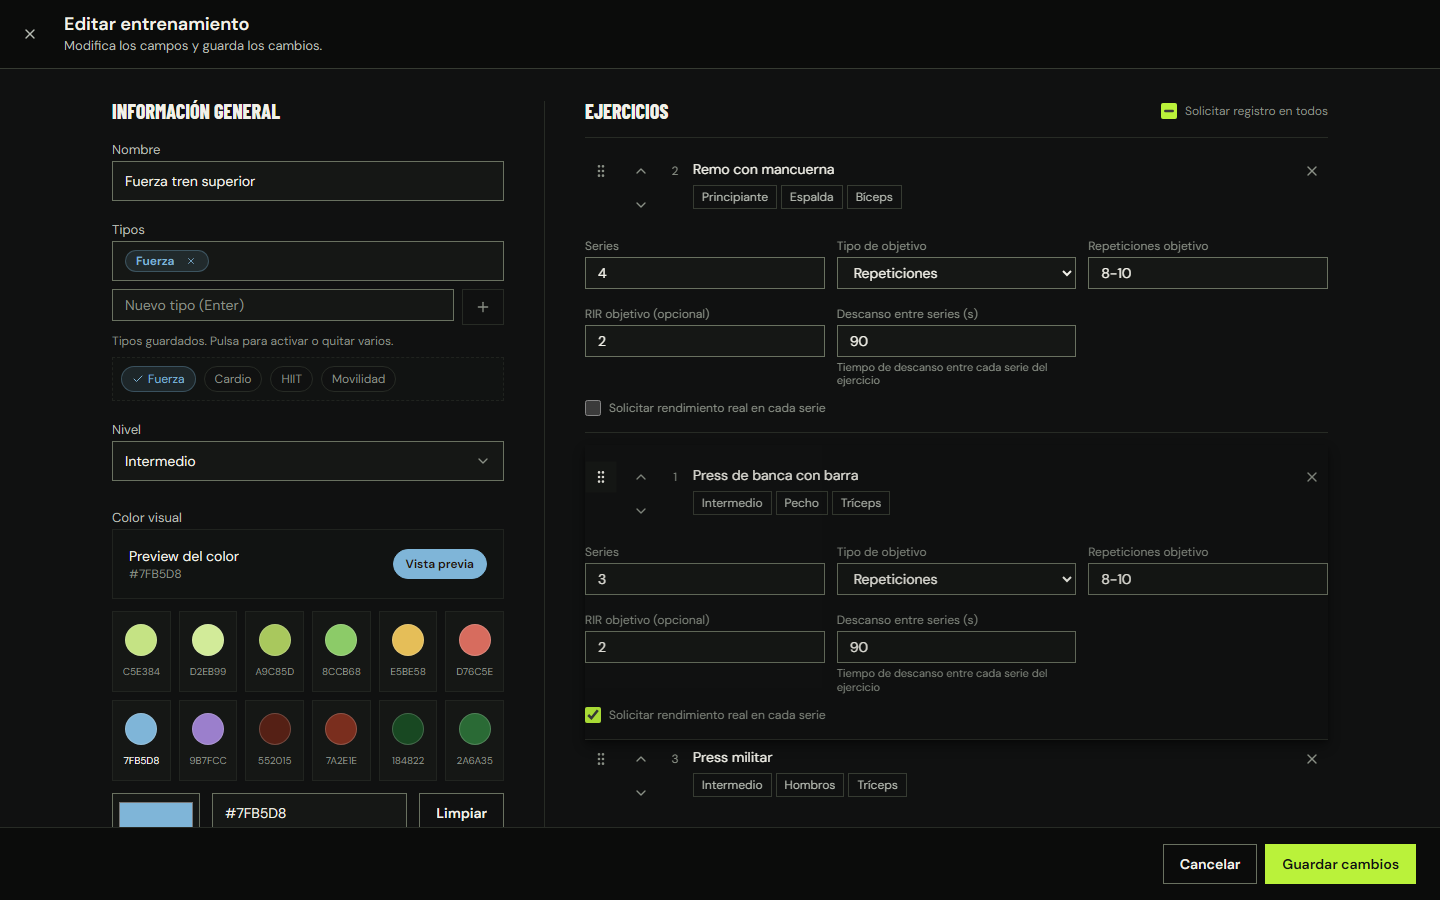 Editar entrenamiento
Modifica los campos y guarda los cambios.
INFORMACIÓN GENERAL
Nombre
Fuerza tren superior
Tipos
Fuerza ×
Nuevo tipo (Enter)
+
Tipos guardados. Pulsa para activar o quitar varios.
Fuerza Cardio HIIT Movilidad
Nivel
Intermedio
Color visual
Preview del color
#7FB5D8
Vista previa
C5E384 D2EB99 A9C85D 8CCB68 E5BE58 D76C5E
7FB5D8 9B7FCC 552015 7A2E1E 184822 2A6A35
#7FB5D8
Limpiar
EJERCICIOS
Solicitar registro en todos
2 Remo con mancuerna
Principiante Espalda Bíceps
Series Tipo de objetivo Repeticiones objetivo
4 Repeticiones 8-10
RIR objetivo (opcional) Descanso entre series (s)
2 90
Tiempo de descanso entre cada serie del
ejercicio
Solicitar rendimiento real en cada serie
1 Press de banca con barra
Intermedio Pecho Tríceps
Series Tipo de objetivo Repeticiones objetivo
3 Repeticiones 8-10
RIR objetivo (opcional) Descanso entre series (s)
2 90
Tiempo de descanso entre cada serie del
ejercicio
Solicitar rendimiento real en cada serie
3 Press militar
Intermedio Hombros Tríceps
Cancelar Guardar cambios